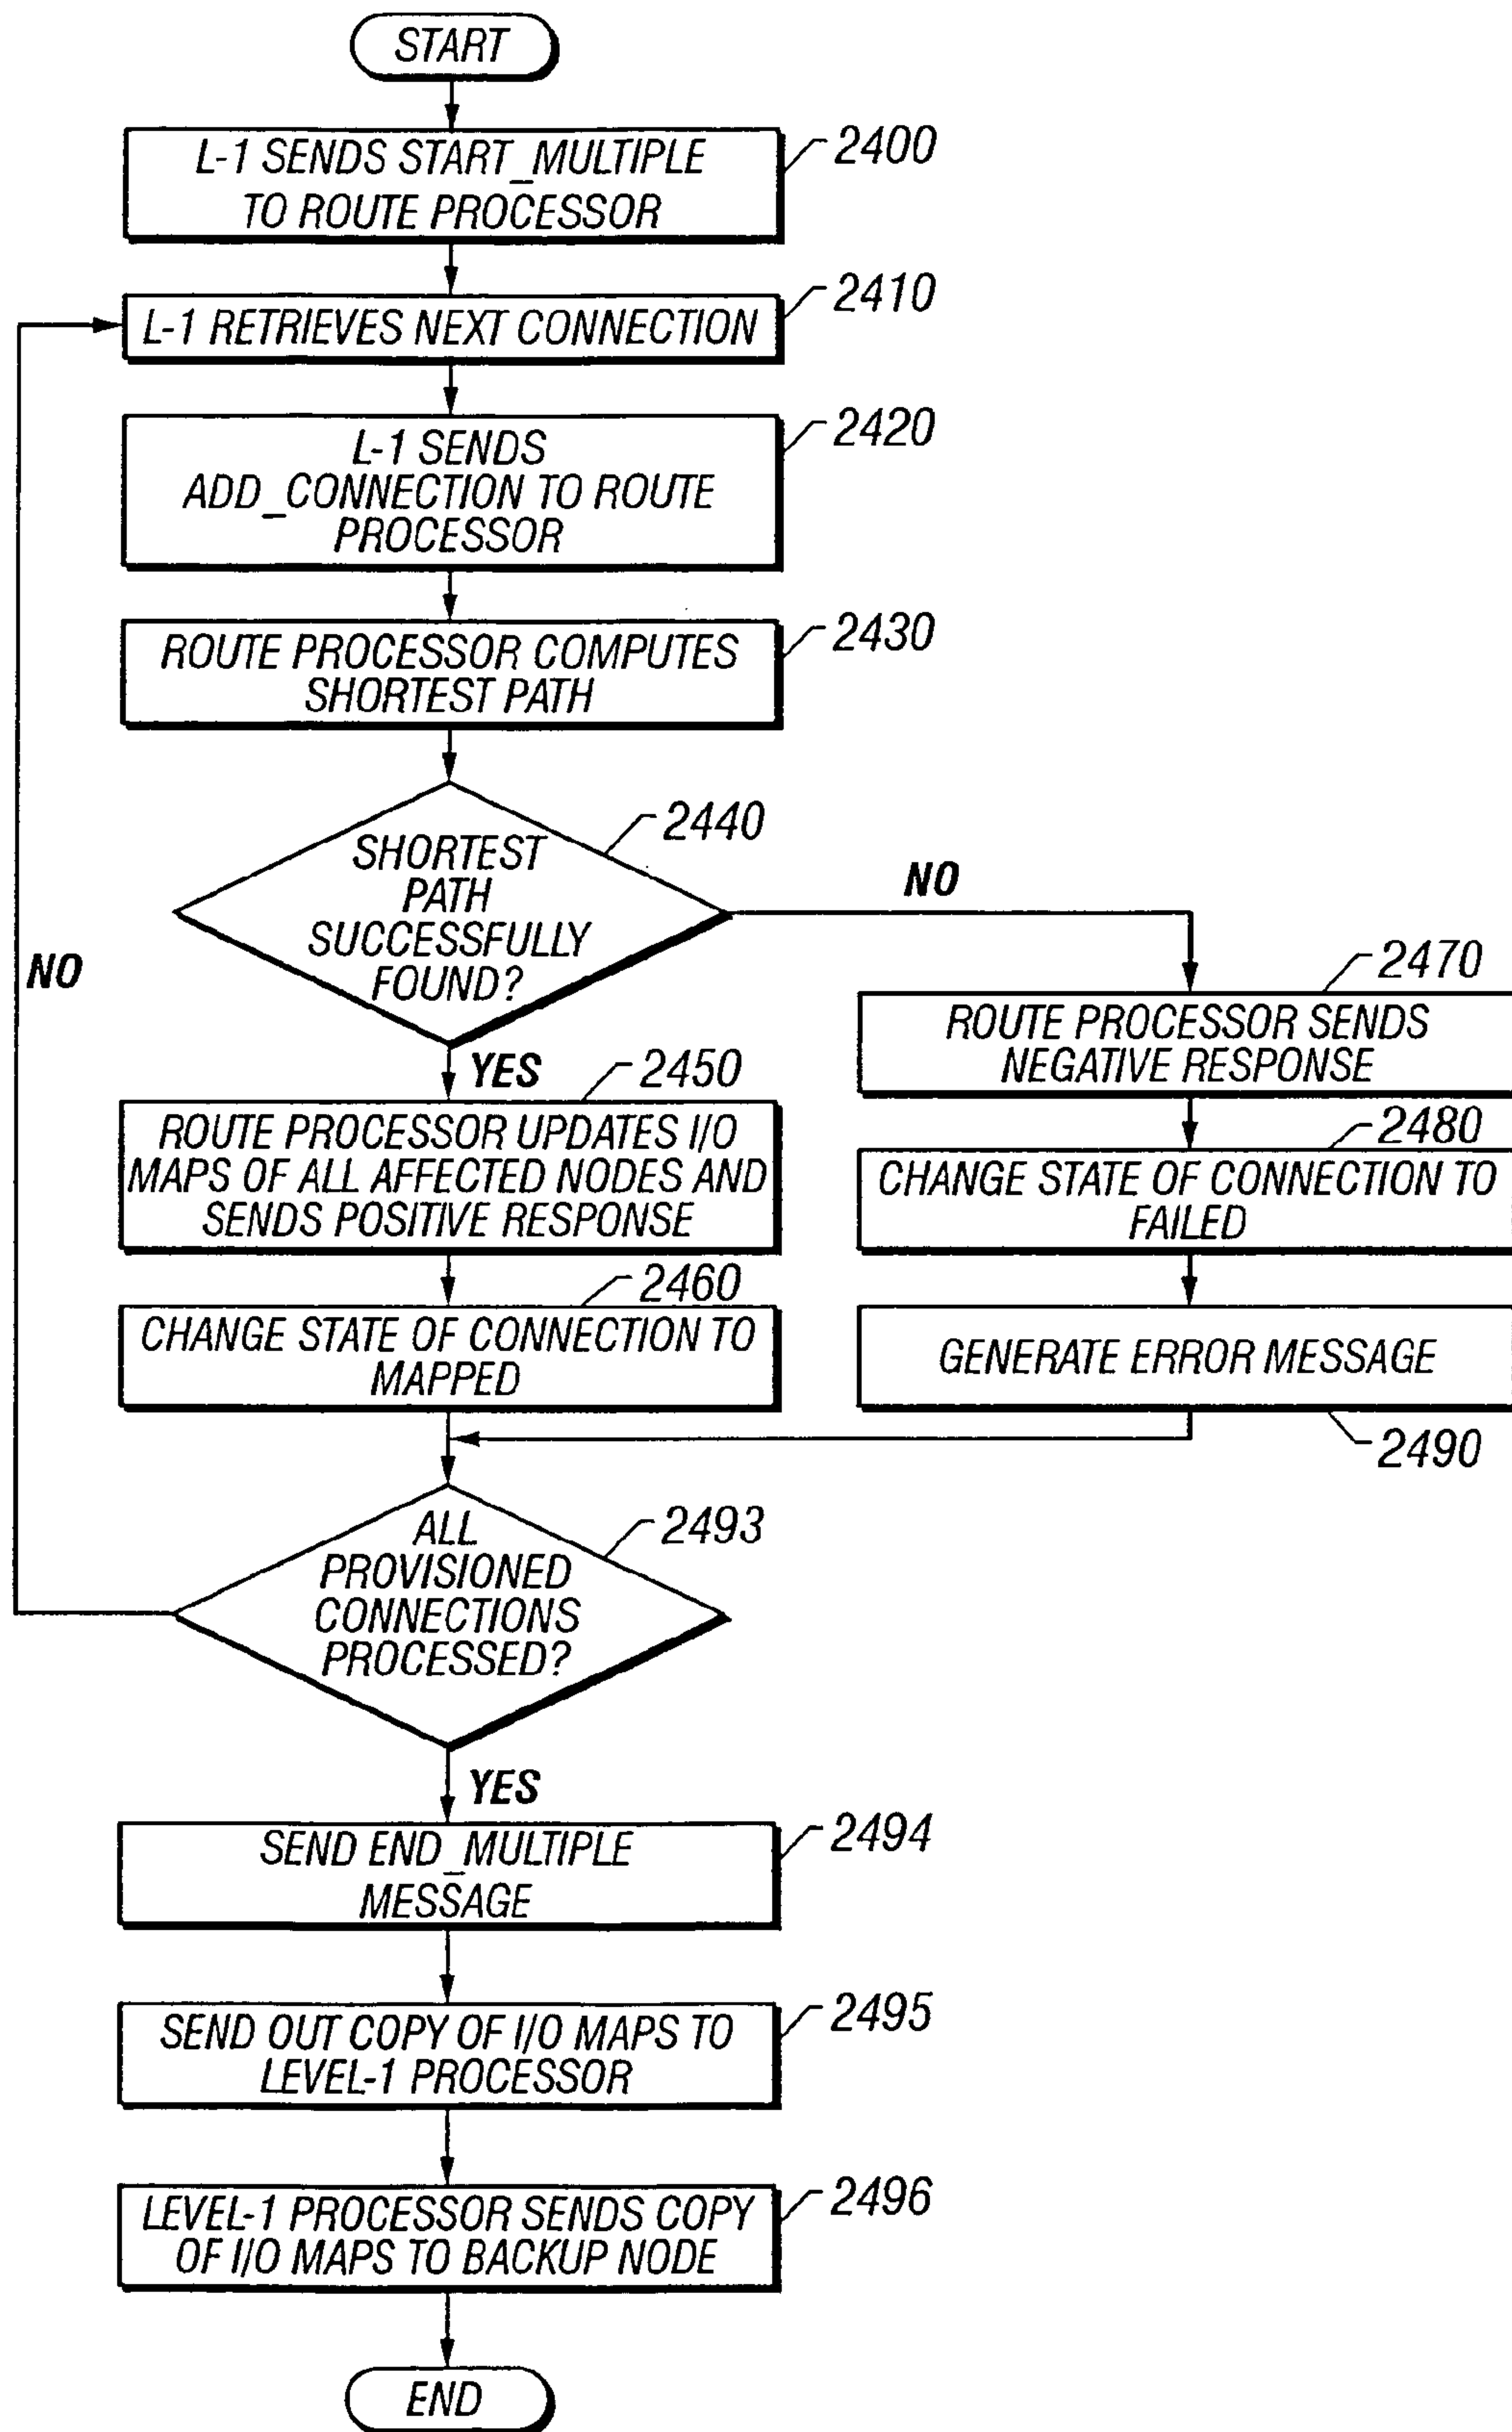 START
L-1 SENDS START_MULTIPLE
TO ROUTE PROCESSOR
2400
L-1 RETRIEVES NEXT CONNECTION
2410
L-1 SENDS
ADD_CONNECTION TO ROUTE
PROCESSOR
2420
ROUTE PROCESSOR COMPUTES
SHORTEST PATH
2430
SHORTEST
PATH
SUCCESSFULLY
FOUND?
2440
NO
NO
YES
ROUTE PROCESSOR UPDATES I/O
MAPS OF ALL AFFECTED NODES AND
SENDS POSITIVE RESPONSE
2450
CHANGE STATE OF CONNECTION TO
MAPPED
2460
ROUTE PROCESSOR SENDS
NEGATIVE RESPONSE
2470
CHANGE STATE OF CONNECTION TO
FAILED
2480
GENERATE ERROR MESSAGE
2490
ALL
PROVISIONED
CONNECTIONS
PROCESSED?
2493
YES
SEND END_MULTIPLE
MESSAGE
2494
SEND OUT COPY OF I/O MAPS TO
LEVEL-1 PROCESSOR
2495
LEVEL-1 PROCESSOR SENDS COPY
OF I/O MAPS TO BACKUP NODE
2496
END